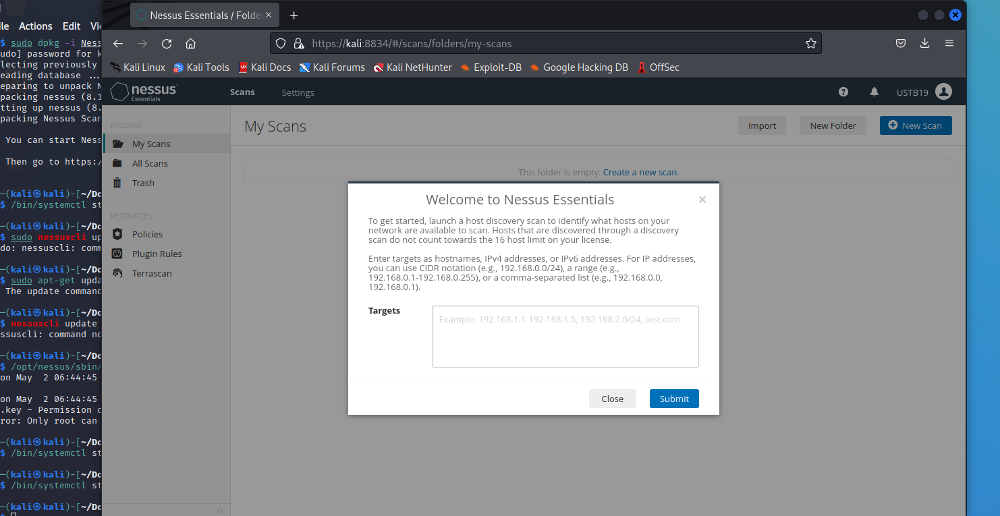 Nessus Essentials / Folde
Actions Edit
https://kali:8834/#/scans/folders/my-scans
Kali Linux Kali Tools Kali Docs Kali Forums Kali NetHunter Exploit-DB Google Hacking DB OffSec
nessus Essentials Scans Settings USTB19
FOLDERS
My Scans
All Scans
Trash
RESOURCES
Policies
Plugin Rules
Terrascan
My Scans Import New Folder New Scan
This folder is empty. Create a new scan.
Welcome to Nessus Essentials
To get started, launch a host discovery scan to identify what hosts on your
network are available to scan. Hosts that are discovered through a discovery
scan do not count towards the 16 host limit on your license.
Enter targets as hostnames, IPv4 addresses, or IPv6 addresses. For IP addresses,
you can use CIDR notation (e.g., 192.168.0.0/24), a range (e.g.,
192.168.0.1-192.168.0.255), or a comma-separated list (e.g., 192.168.0.0,
192.168.0.1).
Targets
Example: 192.168.1.1-192.168.1.5, 192.168.2.0/24, test.com
Close Submit
$ sudo dpkg -i Ness
udo] password for k
lecting previously
eading database ...
eparing to unpack N
packing nessus (8.1
tting up nessus (8.
packing Nessus Scan
You can start Ness
Then go to https:/
(kali㉿kali)-[~/Do
$ /bin/systemctl st
(kali㉿kali)-[~/Do
$ sudo nessuscli up
do: nessuscli: comm
(kali㉿kali)-[~/Do
$ sudo apt-get upda
The update command
(kali㉿kali)-[~/Do
$ nessuscli update
ssuscli: command no
(kali㉿kali)-[~/Do
$ /opt/nessus/sbin/
on May  2 06:44:45
on May  2 06:44:45
.key - Permission d
ror: Only root can
(kali㉿kali)-[~/Do
$ /bin/systemctl st
(kali㉿kali)-[~/Do
$ /bin/systemctl st
(kali㉿kali)-[~/Do
$